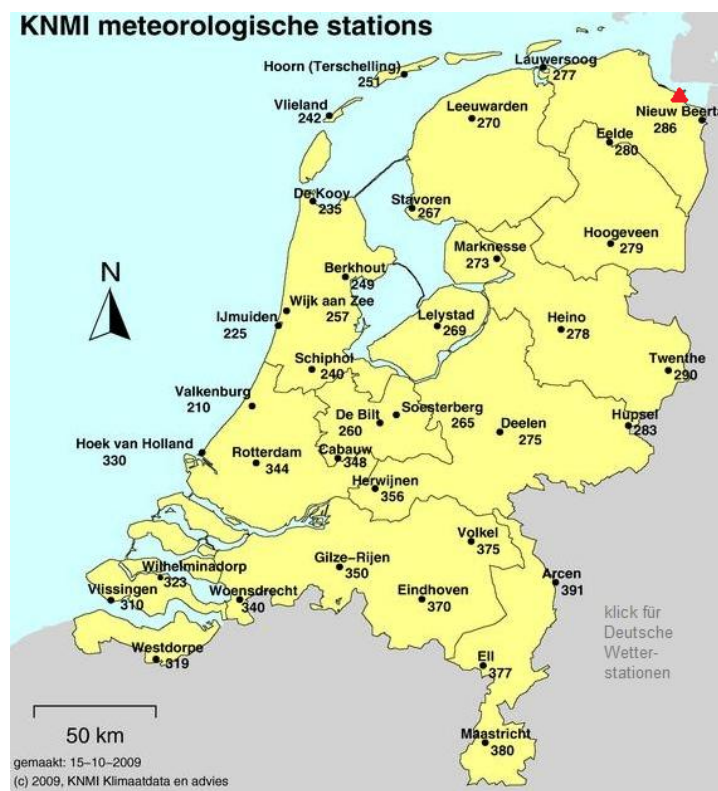 KNMI meteorologische stations
Lauwersoog
277
Hoorn (Terschelling)
251
Vlieland
242
Leeuwarden
270
Nieuw Beerta
286
Eelde
280
De Kooy
235
Stavoren
267
Hoogeveen
279
Marknesse
273
Berkhout
249
N
Wijk aan Zee
257
IJmuiden
225
Lelystad
269
Heino
278
Schiphol
240
Twenthe
290
Valkenburg
210
De Bilt
260
Soesterberg
265
Deelen
275
Hupsel
283
Hoek van Holland
330
Rotterdam
344
Cabauw
348
Herwijnen
356
Volkel
375
Gilze-Rijen
350
Wilhelminadorp
323
Arcen
391
Vlissingen
310
Woensdrecht
340
Eindhoven
370
klick für
Deutsche
Wetter-
stationen
Westdorpe
319
Ell
377
50 km
Maastricht
380
gemaakt: 15-10-2009
(c) 2009, KNMI Klimaatdata en advies